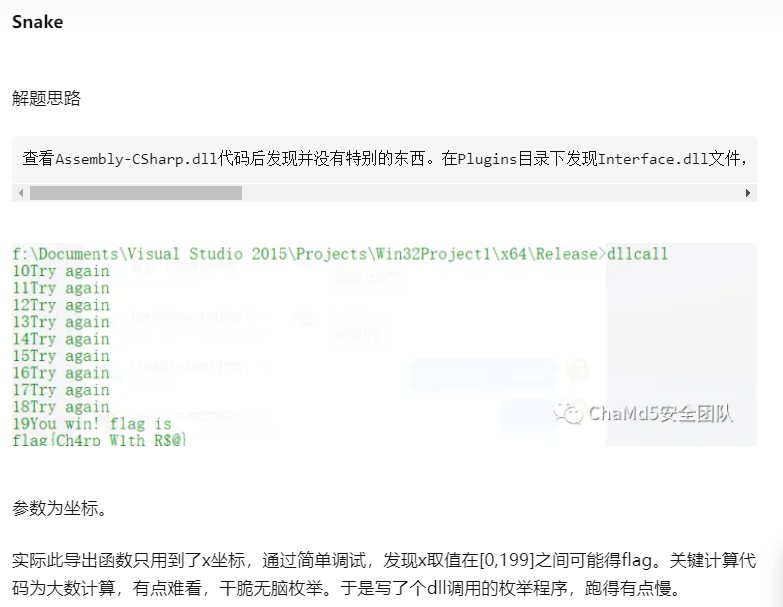 Snake
解题思路
查看Assembly-CSharp.dll代码后发现并没有特别的东西。在Plugins目录下发现Interface.dll文件，
f:\Documents\Visual Studio 2015\Projects\Win32Project1\x64\Release>dllcall
10Try again
11Try again
12Try again
13Try again
14Try again
15Try again
16Try again
17Try again
18Try again
19You win! flag is
flag{Ch4rp_W1th_R$@}
ChaMd5安全团队
参数为坐标。
实际此导出函数只用到了x坐标，通过简单调试，发现x取值在[0,199]之间可能得flag。关键计算代
码为大数计算，有点难看，干脆无脑枚举。于是写了个dll调用的枚举程序，跑得有点慢。